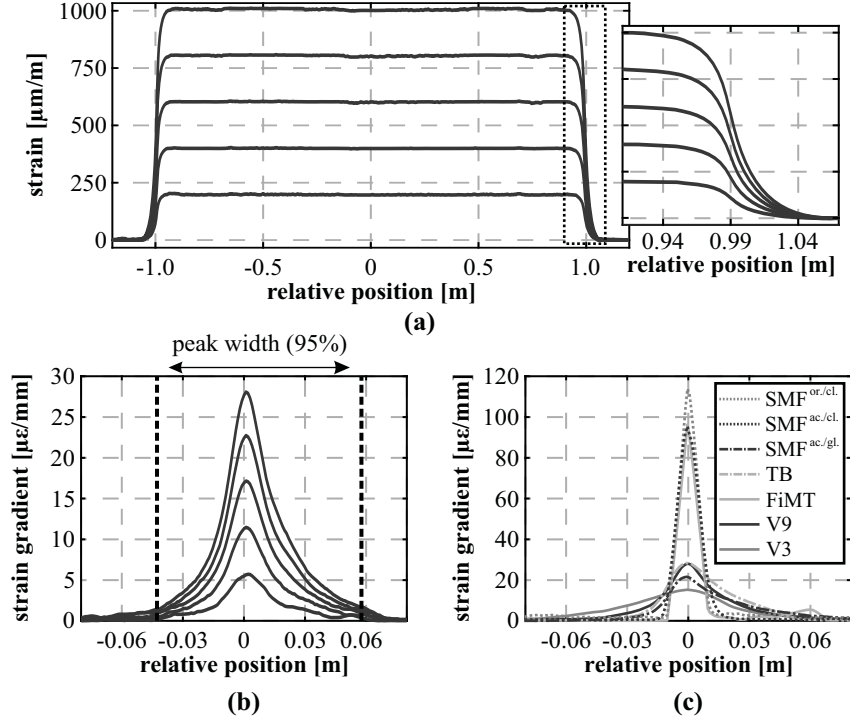 1000
750
500
250
0
strain [µm/m]
-1.0 -0.5 0 0.5 1.0
relative position [m]
0.94 0.99 1.04
relative position [m]
(a)
peak width (95%)
30
25
20
15
10
5
0
strain gradient [µε/mm]
-0.06 -0.03 0 0.03 0.06
relative position [m]
(b)
120
100
80
60
40
20
0
strain gradient [µε/mm]
SMF or./cl.
SMF ac./cl.
SMF ac./gl.
TB
FiMT
V9
V3
-0.06 -0.03 0 0.03 0.06
relative position [m]
(c)